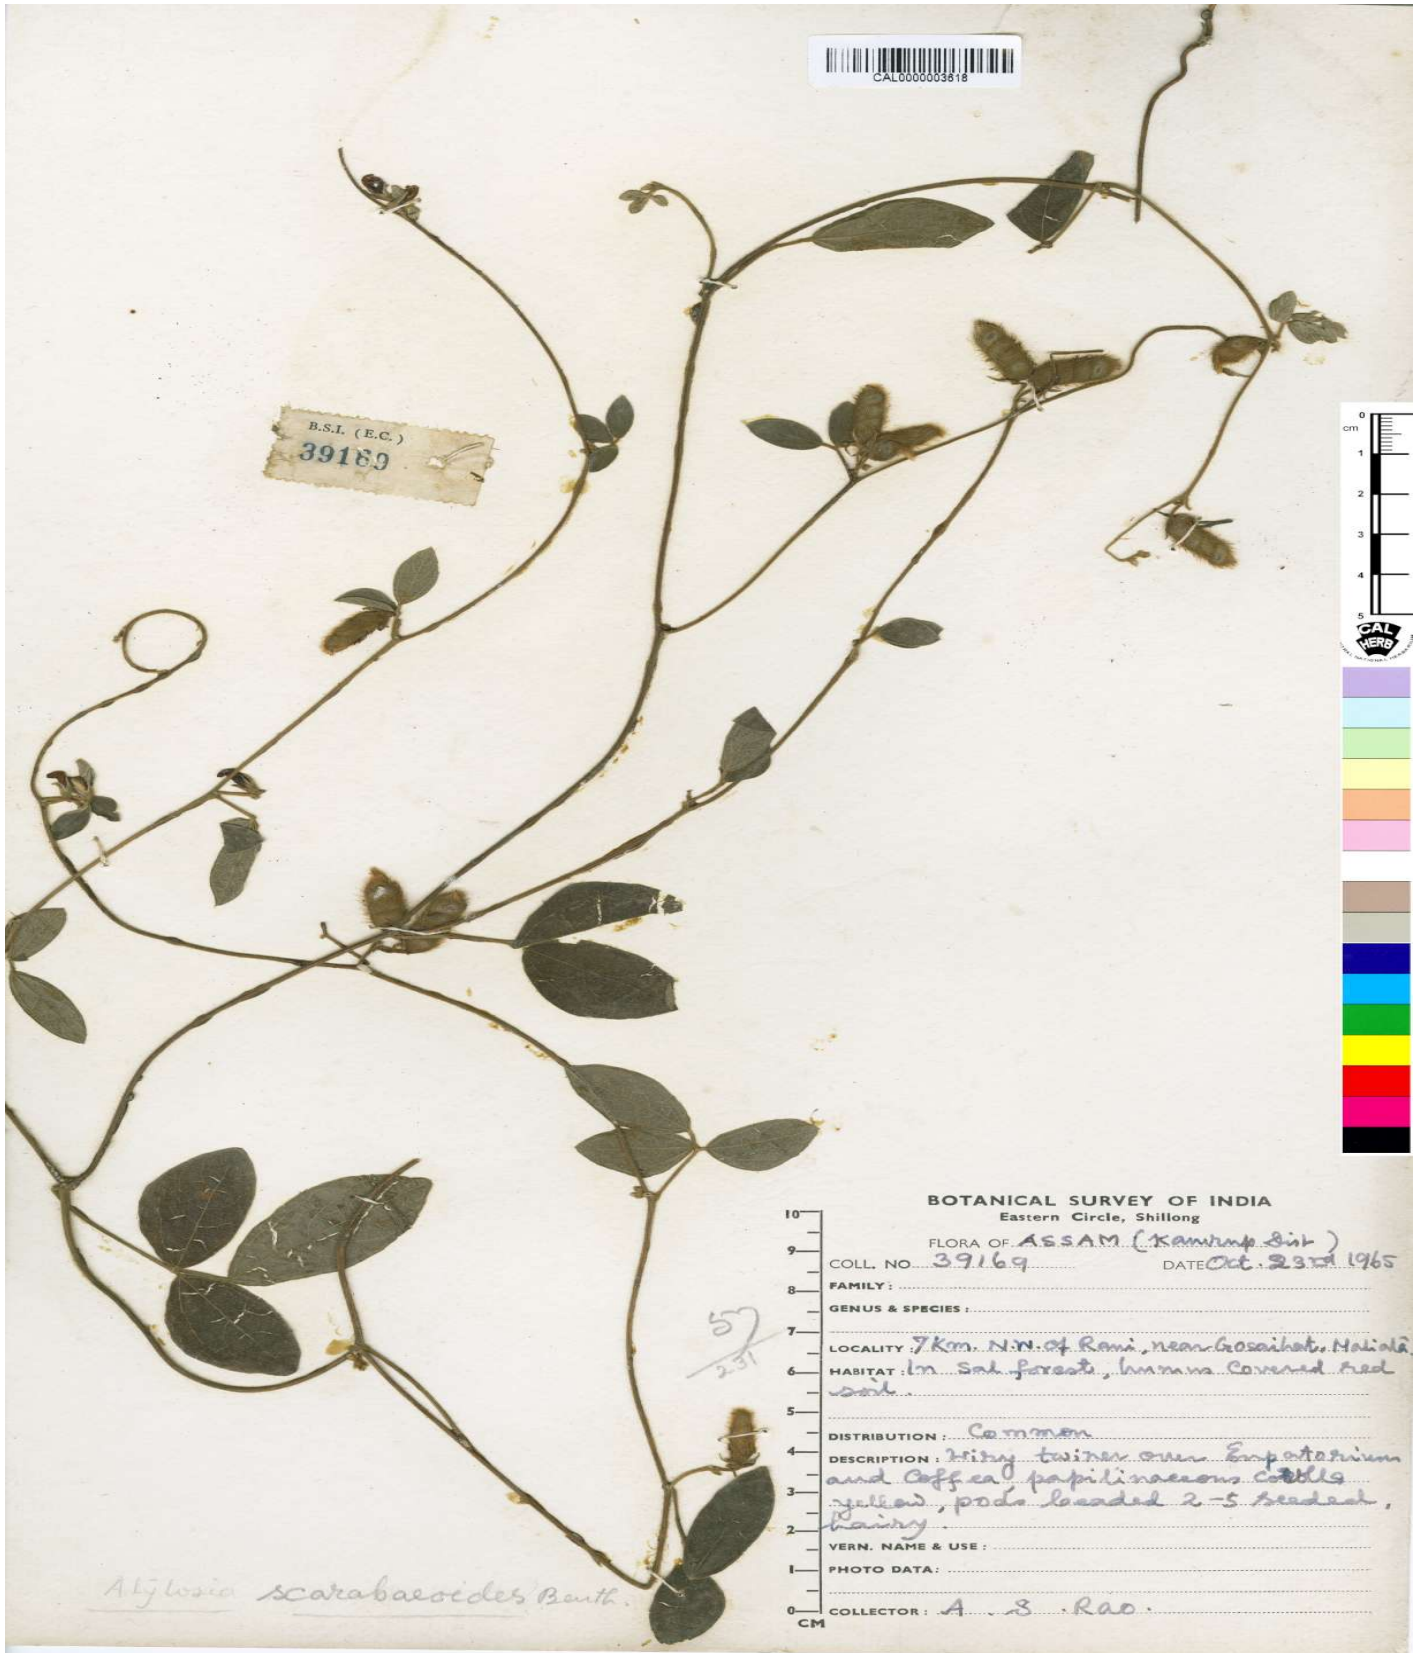 CAL0000003618
B.S.I. (E.C.)
39169
0
cm
1
2
3
4
5
CAL
HERB
BOTANICAL SURVEY OF INDIA
Eastern Circle, Shillong
FLORA OF ASSAM (Kamrup Dist)
COLL. NO 39169 DATE Oct. 23rd 1965
FAMILY:
GENUS & SPECIES:
LOCALITY: 7 Km. N.W. of Rani, near Gosaihat,
HABITAT: In Sal forest, humus covered red
soil.
DISTRIBUTION: Common
DESCRIPTION: Wiry twiner over Eupatorium
and Coffea, papilinaceous corolla
yellow, pods beaded 2-5 seeded,
hairy.
VERN. NAME & USE:
PHOTO DATA:
COLLECTOR: A. S. Rao.
10
9
8
7
6
5
4
3
2
1
0
CM
57
231
Atylosia scarabaeoides Benth.